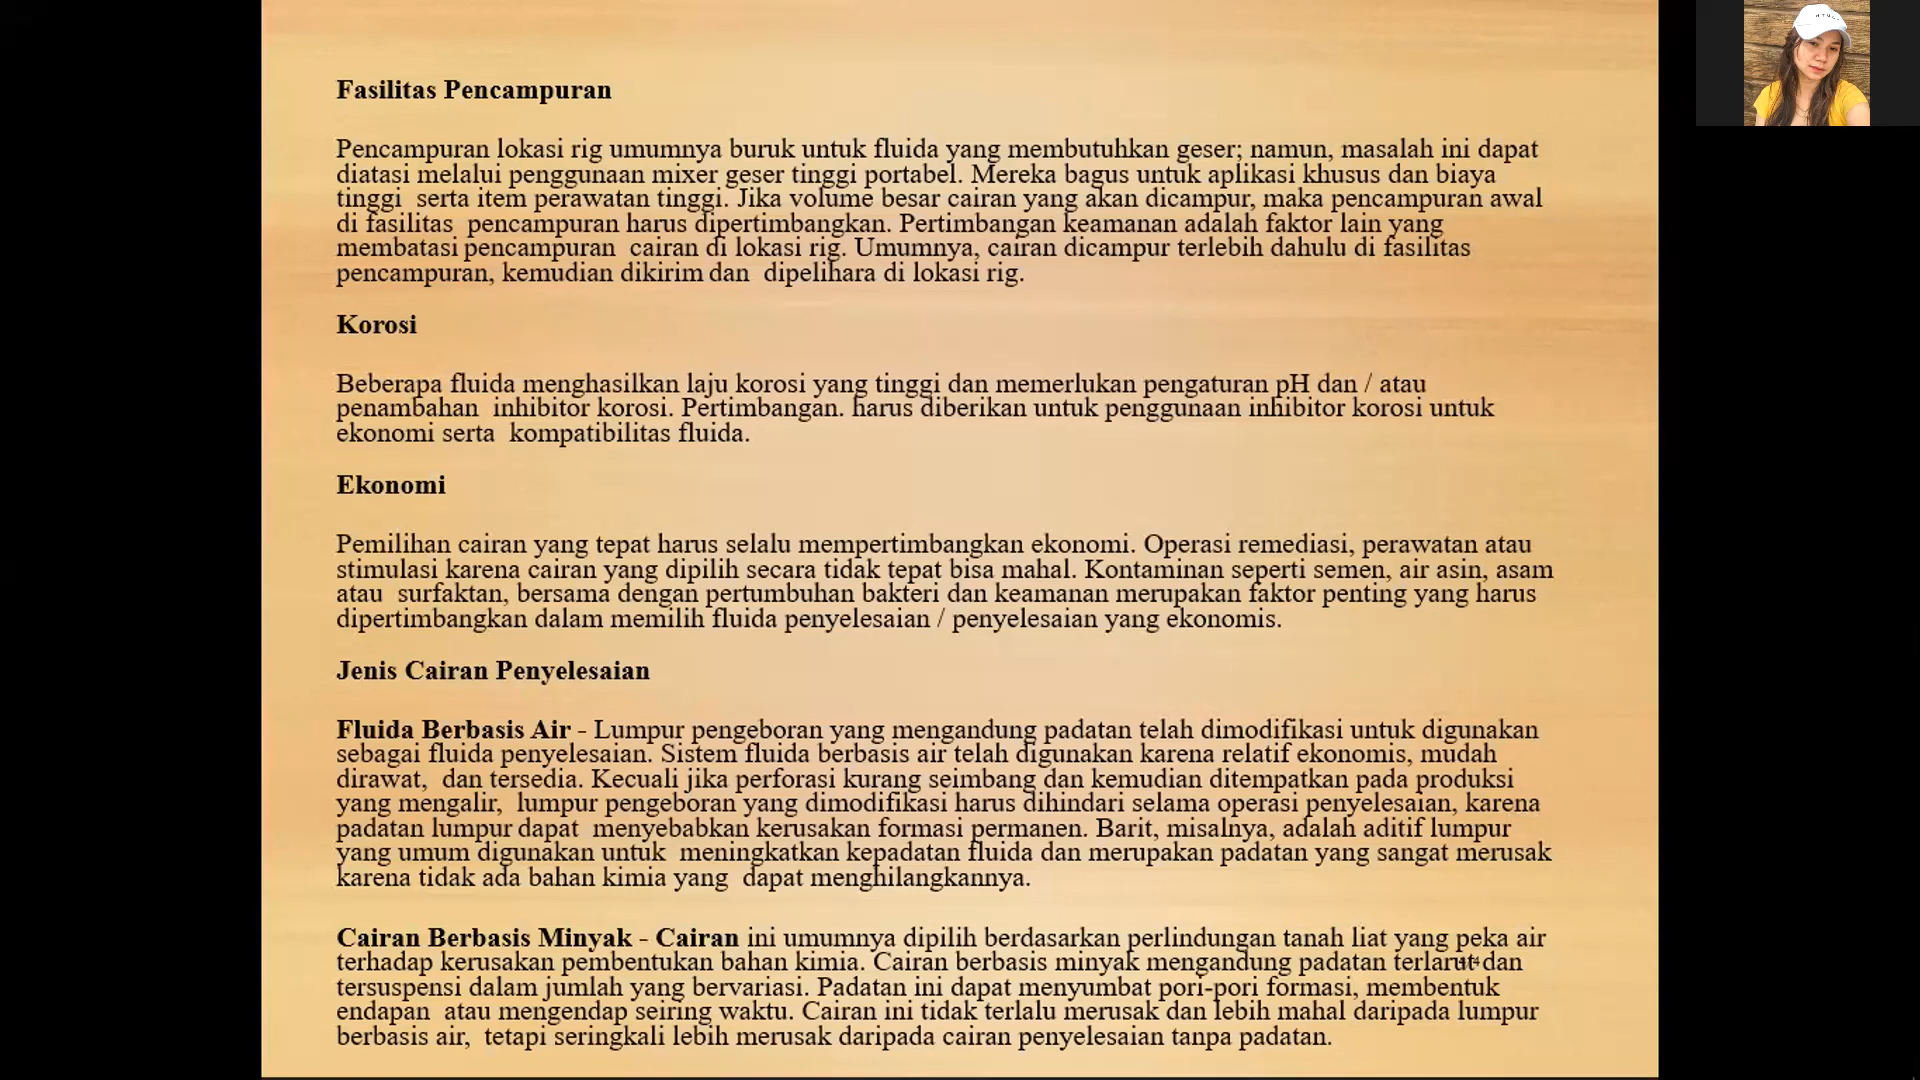 Fasilitas Pencampuran
Pencampuran lokasi rig umumnya buruk untuk fluida yang membutuhkan geser; namun, masalah ini dapat
diatasi melalui penggunaan mixer geser tinggi portabel. Mereka bagus untuk aplikasi khusus dan biaya
tinggi serta item perawatan tinggi. Jika volume besar cairan yang akan dicampur, maka pencampuran awal
di fasilitas pencampuran harus dipertimbangkan. Pertimbangan keamanan adalah faktor lain yang
membatasi pencampuran cairan di lokasi rig. Umumnya, cairan dicampur terlebih dahulu di fasilitas
pencampuran, kemudian dikirim dan dipelihara di lokasi rig.
Korosi
Beberapa fluida menghasilkan laju korosi yang tinggi dan memerlukan pengaturan pH dan / atau
penambahan inhibitor korosi. Pertimbangan. harus diberikan untuk penggunaan inhibitor korosi untuk
ekonomi serta kompatibilitas fluida.
Ekonomi
Pemilihan cairan yang tepat harus selalu mempertimbangkan ekonomi. Operasi remediasi, perawatan atau
stimulasi karena cairan yang dipilih secara tidak tepat bisa mahal. Kontaminan seperti semen, air asin, asam
atau surfaktan, bersama dengan pertumbuhan bakteri dan keamanan merupakan faktor penting yang harus
dipertimbangkan dalam memilih fluida penyelesaian / penyelesaian yang ekonomis.
Jenis Cairan Penyelesaian
Fluida Berbasis Air - Lumpur pengeboran yang mengandung padatan telah dimodifikasi untuk digunakan
sebagai fluida penyelesaian. Sistem fluida berbasis air telah digunakan karena relatif ekonomis, mudah
dirawat, dan tersedia. Kecuali jika perforasi kurang seimbang dan kemudian ditempatkan pada produksi
yang mengalir, lumpur pengeboran yang dimodifikasi harus dihindari selama operasi penyelesaian, karena
padatan lumpur dapat menyebabkan kerusakan formasi permanen. Barit, misalnya, adalah aditif lumpur
yang umum digunakan untuk meningkatkan kepadatan fluida dan merupakan padatan yang sangat merusak
karena tidak ada bahan kimia yang dapat menghilangkannya.
Cairan Berbasis Minyak - Cairan ini umumnya dipilih berdasarkan perlindungan tanah liat yang peka air
terhadap kerusakan pembentukan bahan kimia. Cairan berbasis minyak mengandung padatan terlarut dan
tersuspensi dalam jumlah yang bervariasi. Padatan ini dapat menyumbat pori-pori formasi, membentuk
endapan atau mengendap seiring waktu. Cairan ini tidak terlalu merusak dan lebih mahal daripada lumpur
berbasis air, tetapi seringkali lebih merusak daripada cairan penyelesaian tanpa padatan.